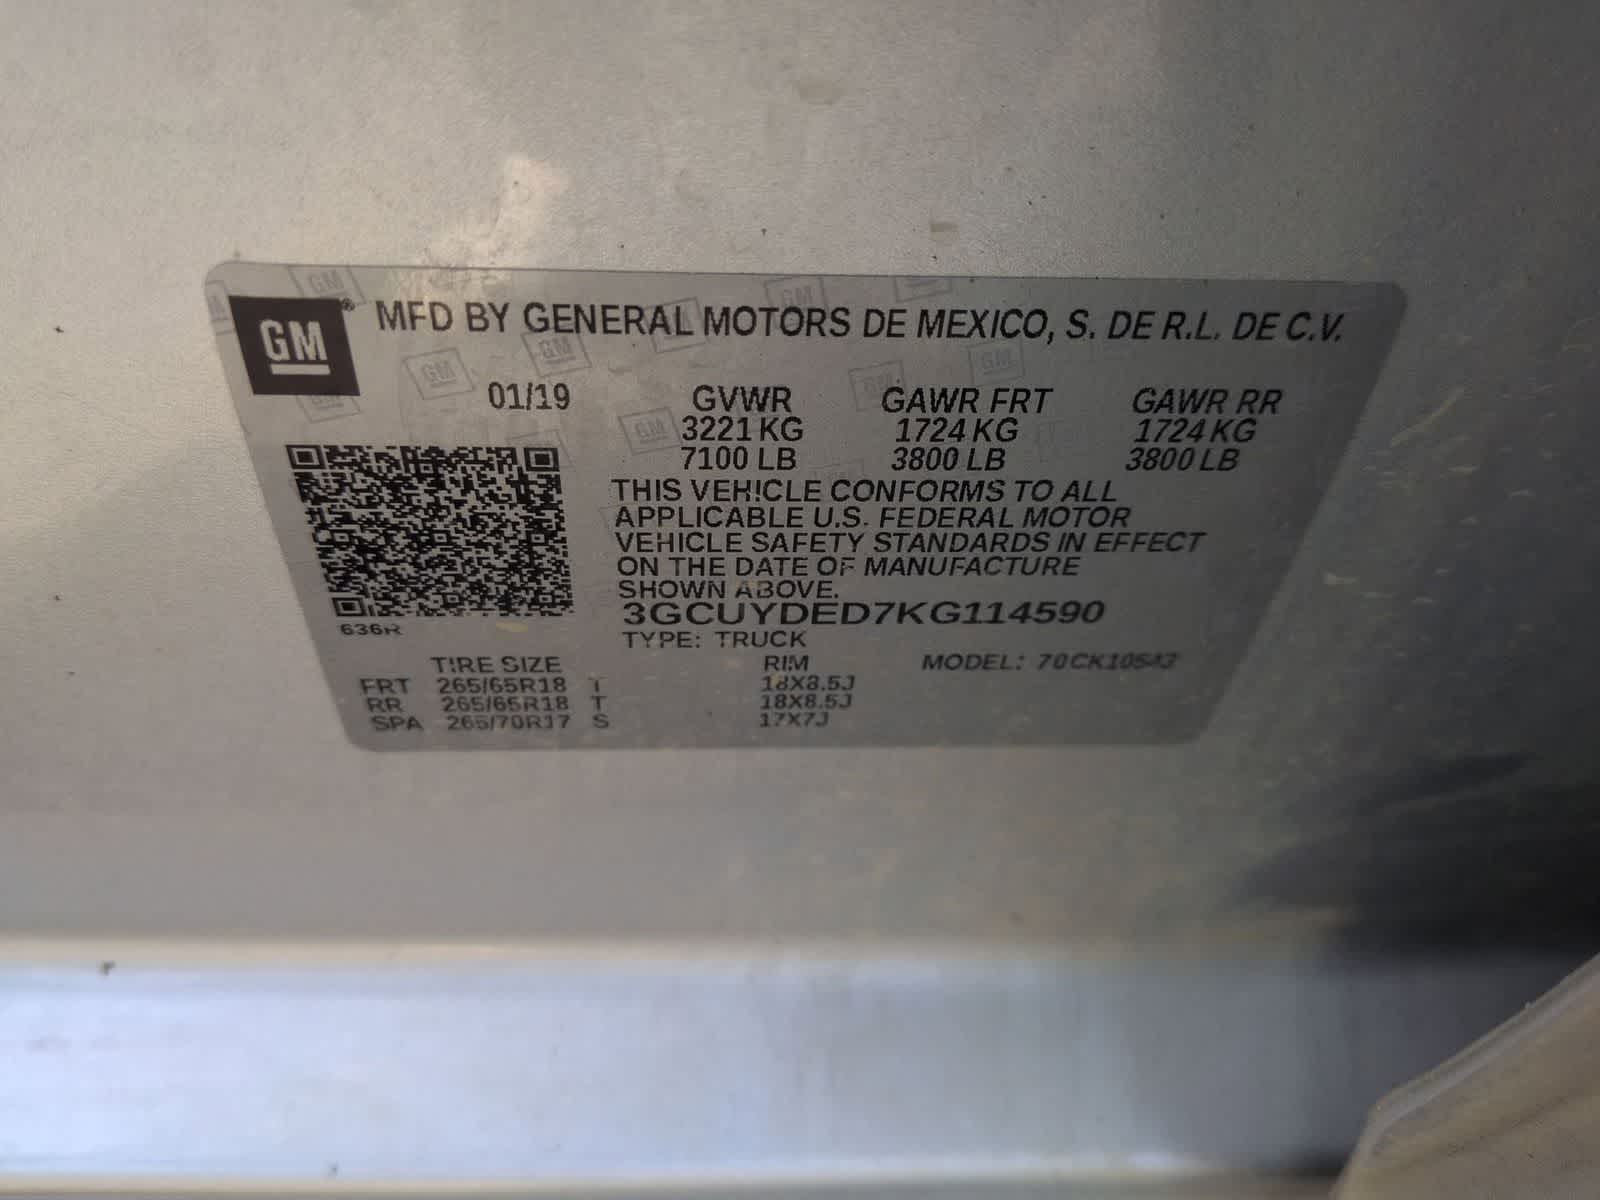 GM® MFD BY GENERAL MOTORS DE MEXICO, S. DE R.L. DE C.V.
01/19 GVWR GAWR FRT GAWR RR
3221 KG 1724 KG 1724 KG
7100 LB 3800 LB 3800 LB
THIS VEHICLE CONFORMS TO ALL
APPLICABLE U.S. FEDERAL MOTOR
VEHICLE SAFETY STANDARDS IN EFFECT
ON THE DATE OF MANUFACTURE
SHOWN ABOVE.
3GCUYDED7KG114590
636R
TYPE: TRUCK
TIRE SIZE RIM MODEL: 70CK10543
FRT 265/65R18 T 18X8.5J
RR 265/65R18 T 18X8.5J
SPA 265/70R17 S 17X7J